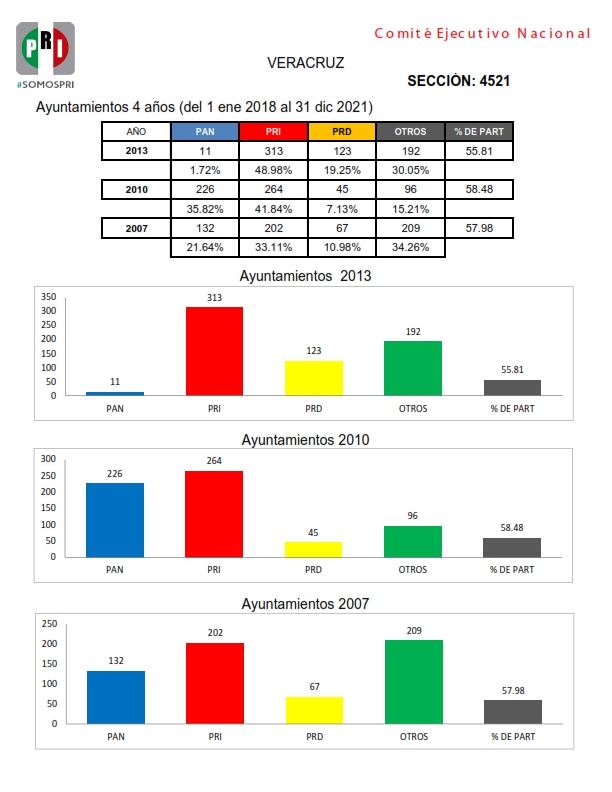 Comité Ejecutivo Nacional
PRI
#SOMOSPRI
VERACRUZ
SECCIÓN: 4521
Ayuntamientos 4 años (del 1 ene 2018 al 31 dic 2021)
AÑO PAN PRI PRD OTROS % DE PART
2013 11 313 123 192 55.81
1.72% 48.98% 19.25% 30.05%
2010 226 264 45 96 58.48
35.82% 41.84% 7.13% 15.21%
2007 132 202 67 209 57.98
21.64% 33.11% 10.98% 34.26%
Ayuntamientos 2013
350
300
250
200
150
100
50
0
11 313 123 192 55.81
PAN PRI PRD OTROS % DE PART
Ayuntamientos 2010
300
250
200
150
100
50
0
226 264 45 96 58.48
PAN PRI PRD OTROS % DE PART
Ayuntamientos 2007
250
200
150
100
50
0
132 202 67 209 57.98
PAN PRI PRD OTROS % DE PART